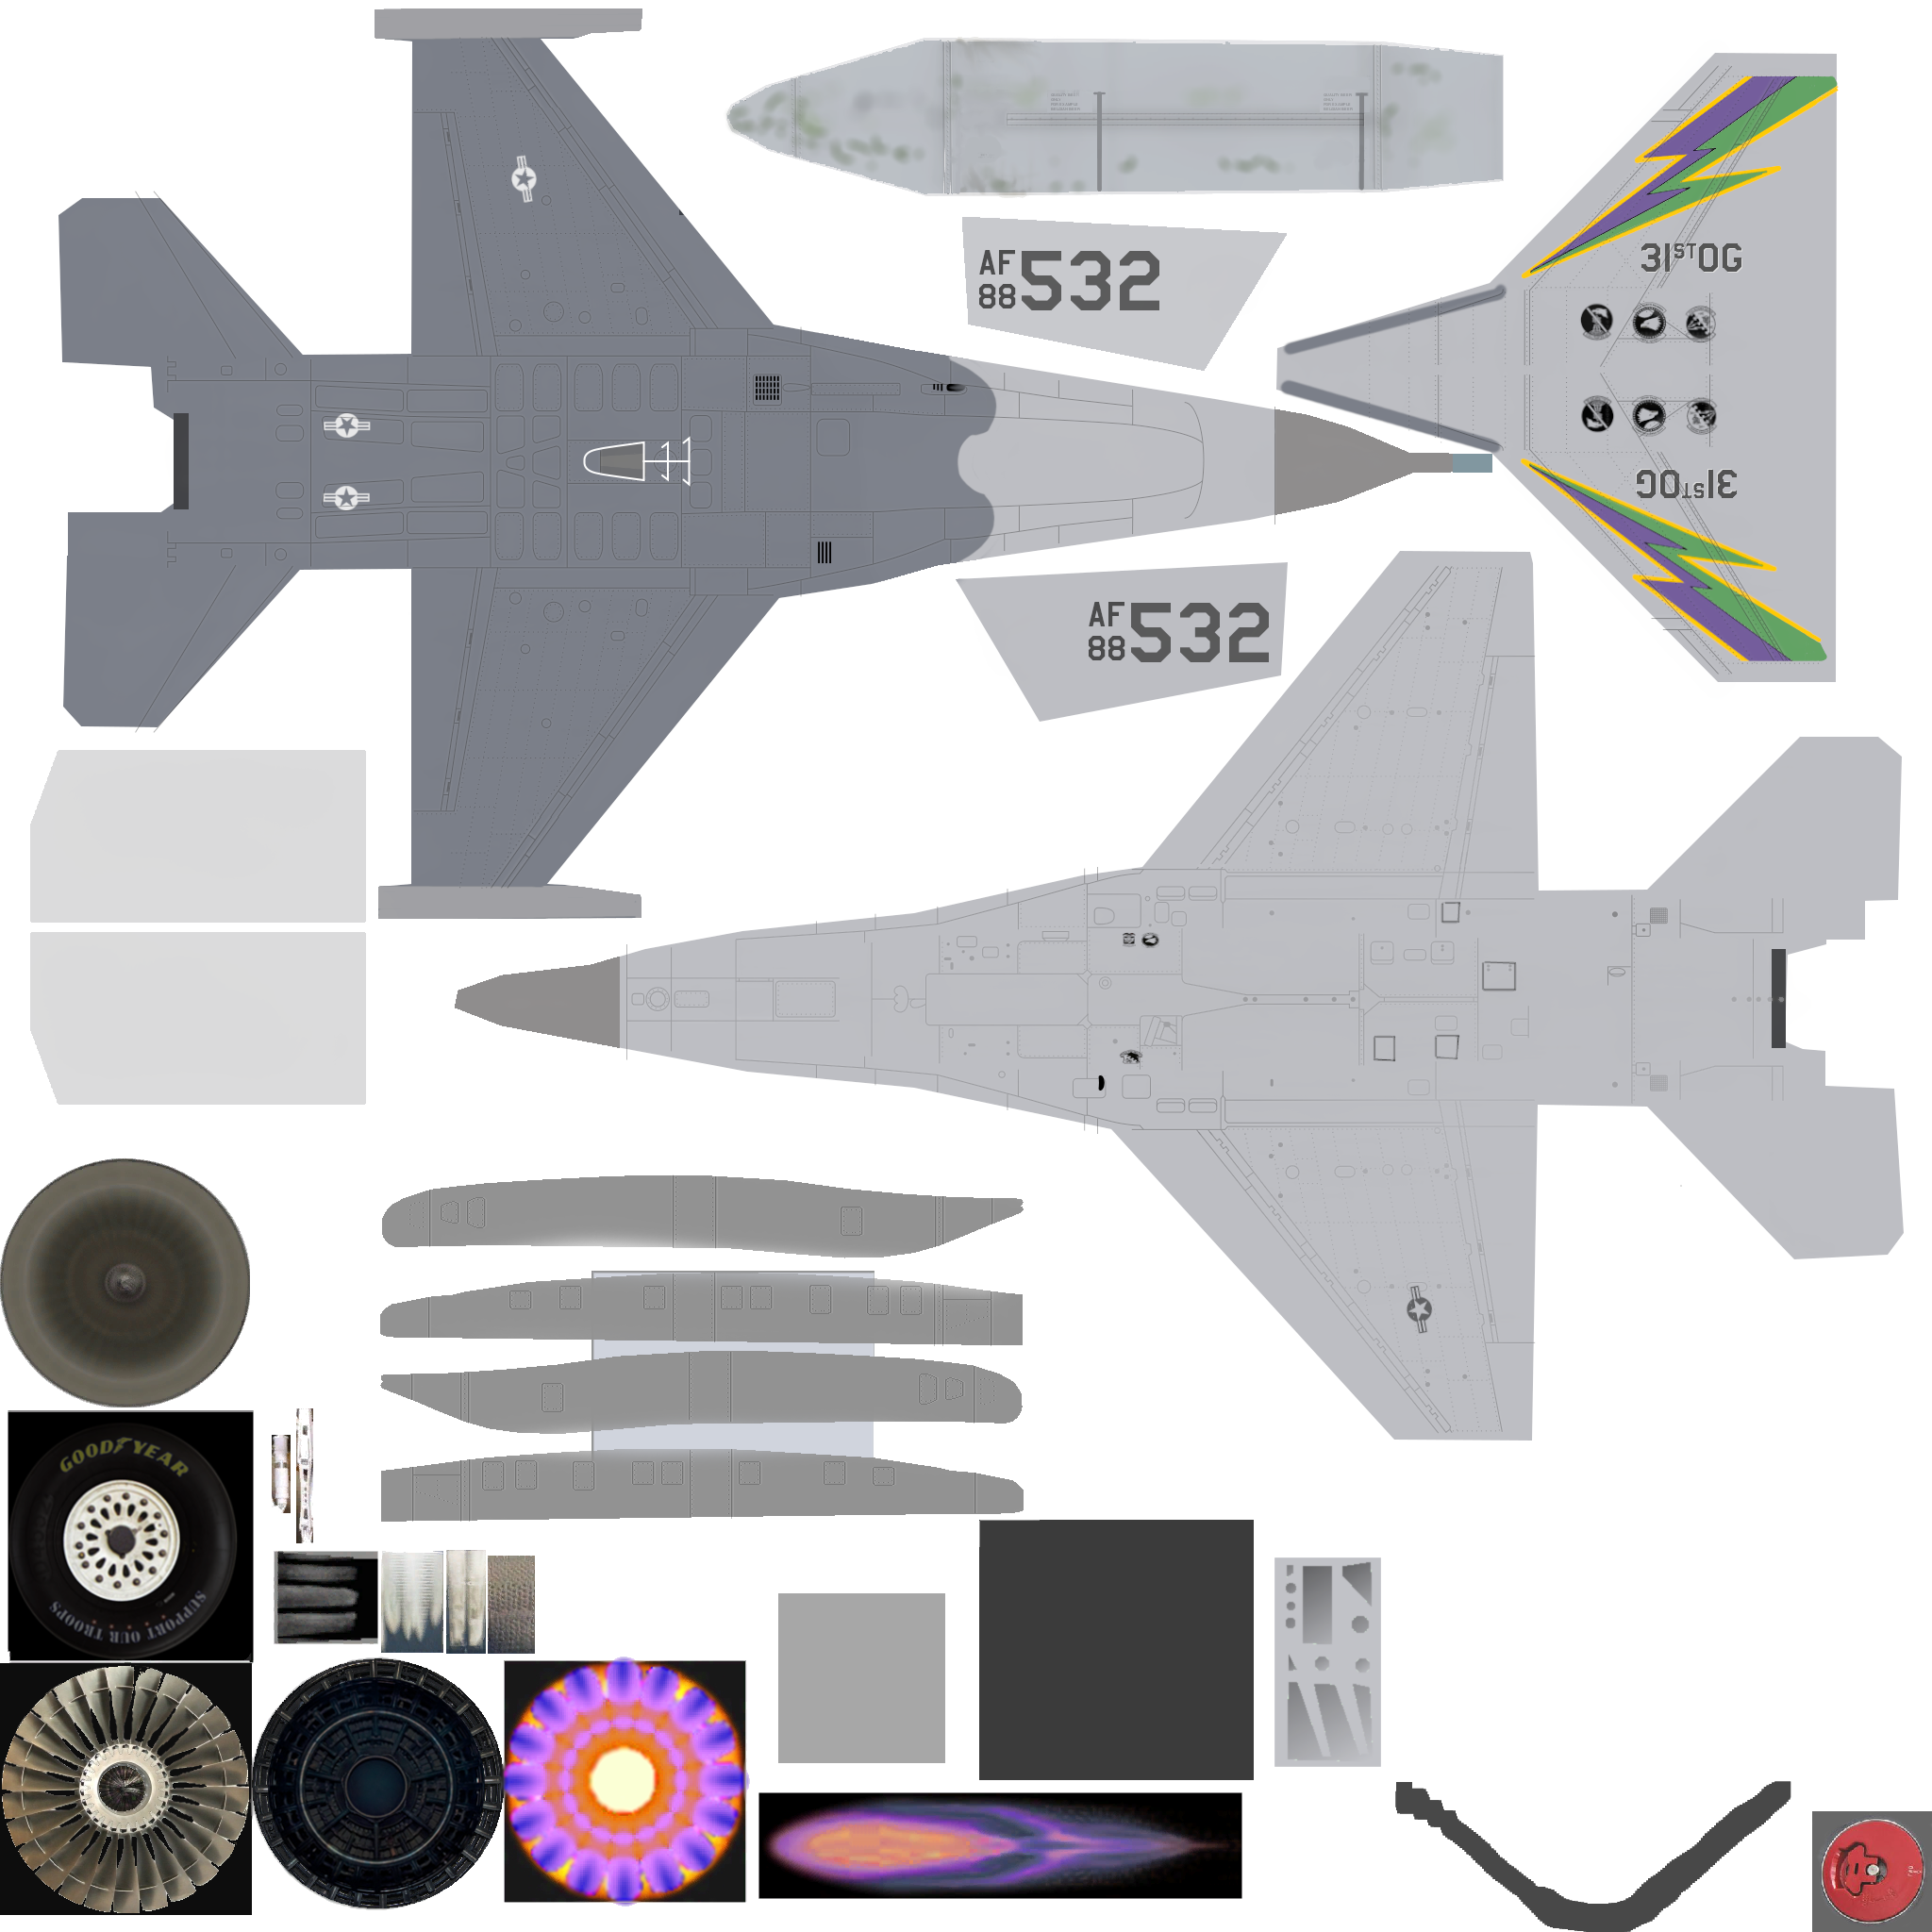 AF
88 532
31ST OG
31ST OG
AF
88 532
GOODYEAR
SUPPORT OUR TROOPS